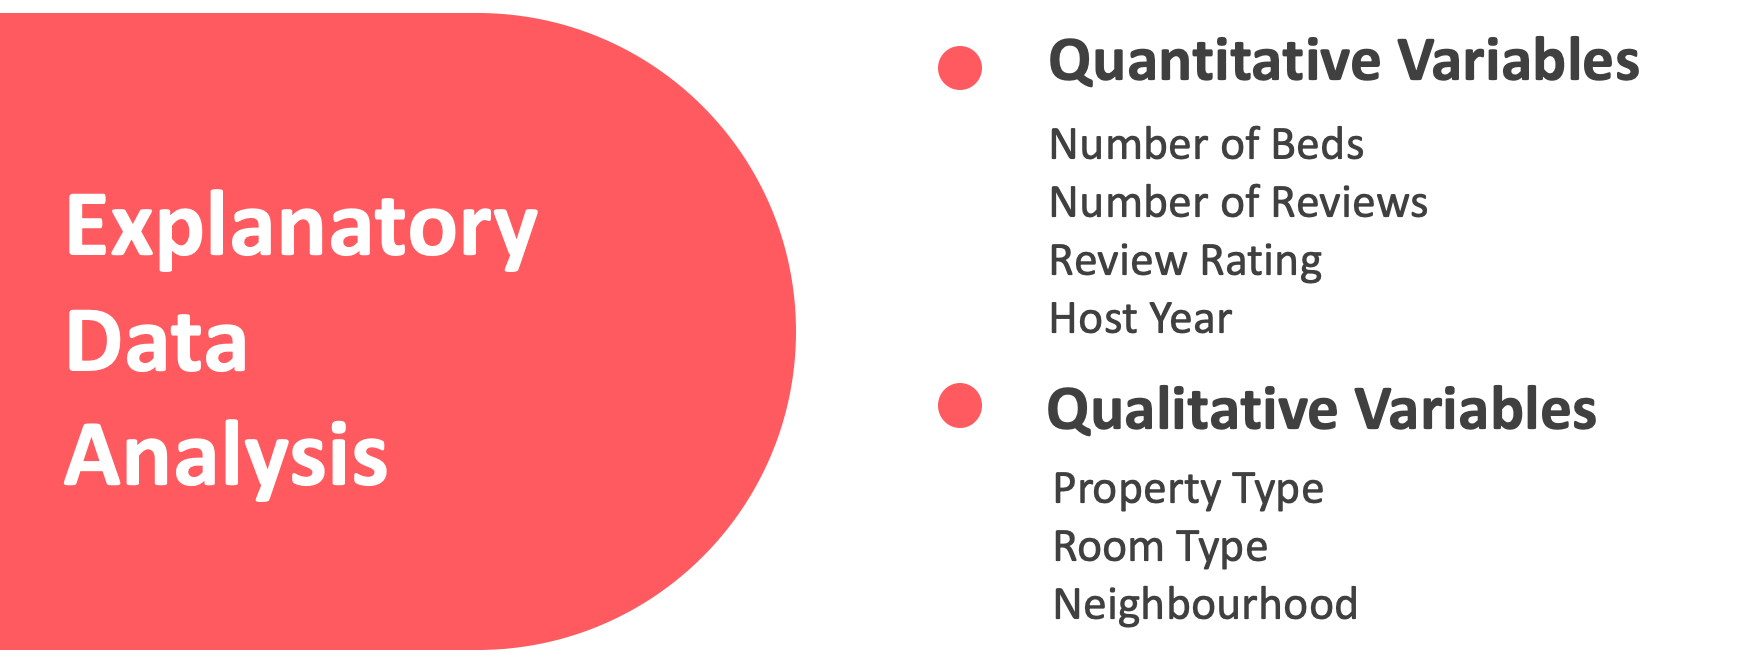 Explanatory
Data
Analysis
Quantitative Variables
Number of Beds
Number of Reviews
Review Rating
Host Year
Qualitative Variables
Property Type
Room Type
Neighbourhood